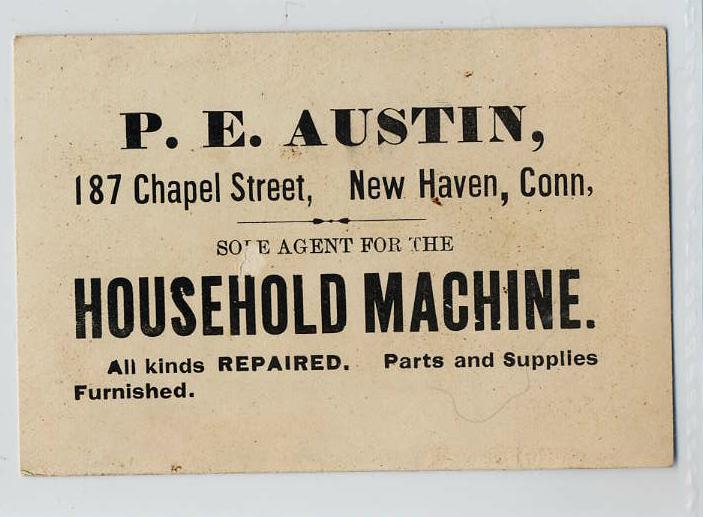 P. E. AUSTIN,
187 Chapel Street, New Haven, Conn,
SOLE AGENT FOR THE
HOUSEHOLD MACHINE.
All kinds REPAIRED. Parts and Supplies
Furnished.